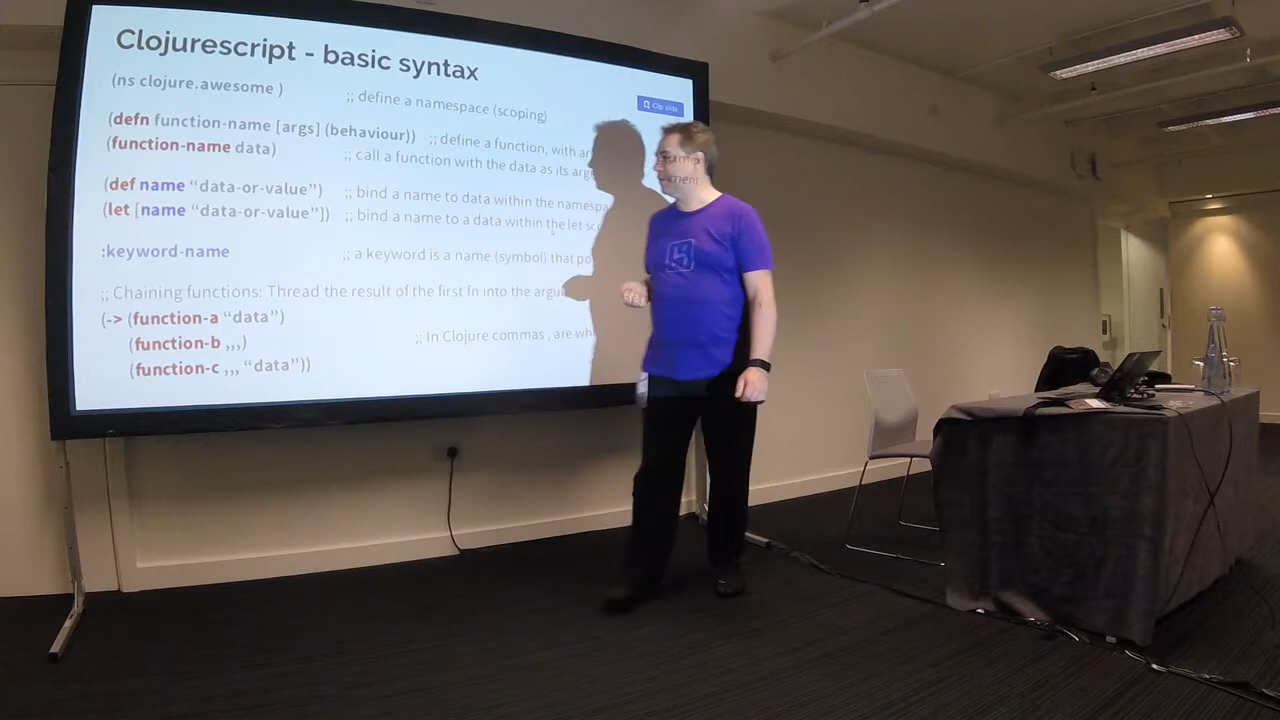 Clojurescript - basic syntax
Clip slide
(ns clojure.awesome ) ;; define a namespace (scoping)
(defn function-name [args] (behaviour)) ;; define a function, with
(function-name data) ;; call a function with the data as its
(def name “data-or-value”) ;; bind a name to data within the
(let [name “data-or-value”]) ;; bind a name to a data within the let
:keyword-name ;; a keyword is a name (symbol) that
;; Chaining functions: Thread the result of the first fn into the
(-> (function-a “data”)
(function-b ,,,) ;; In Clojure commas , are
(function-c ,,, “data”))